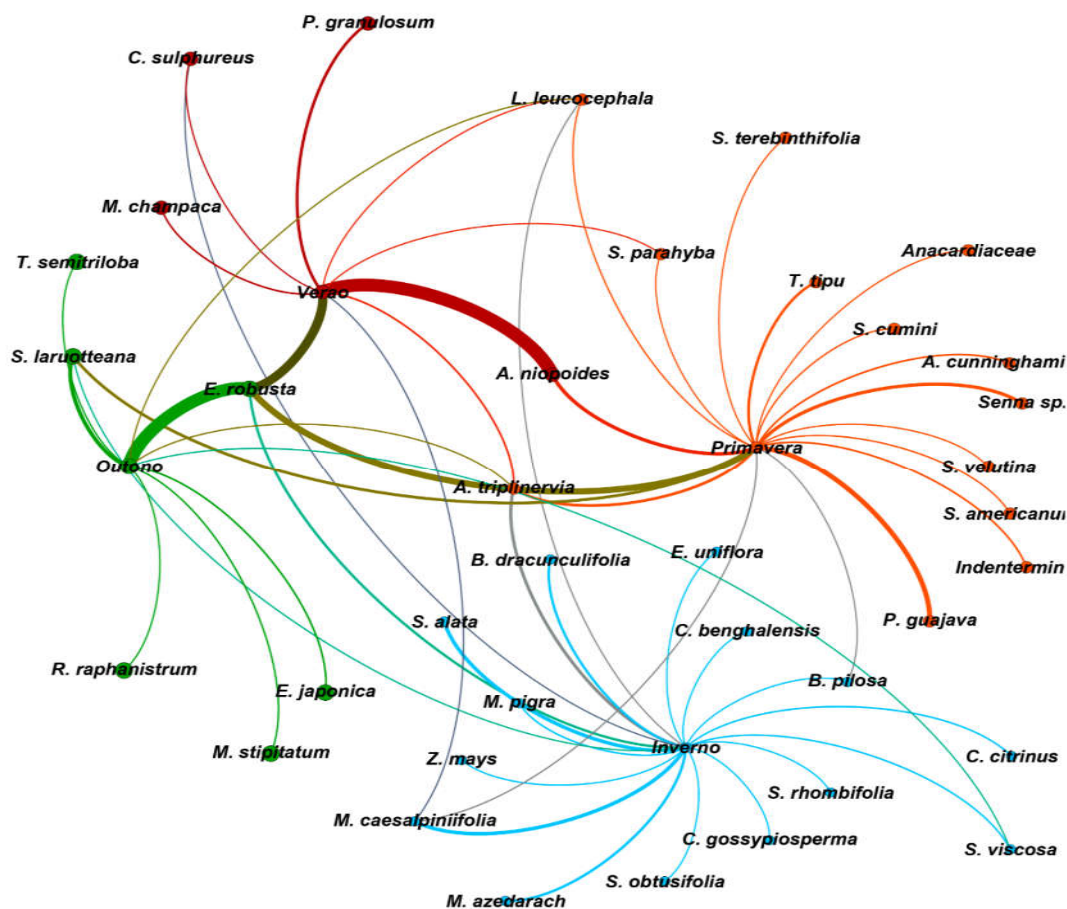 P. granulosum
C. sulphureus
L. leucocephala
S. terebinthifolia
M. champaca
T. semitriloba
S. parahyba
Anacardiaceae
T. tipu
Verao
S. cumini
S. laruotteana
A. cunninghami
E. robusta
A. niopoides
Senna sp.
Primavera
Outono
S. velutina
A. triplinervia
S. americanu
B. dracunculifolia
E. uniflora
Indentermin
S. alata
P. guajava
C. benghalensis
R. raphanistrum
B. pilosa
E. japonica
M. pigra
Inverno
M. stipitatum
Z. mays
C. citrinus
S. rhombifolia
M. caesalpiniifolia
C. gossypiosperma
S. viscosa
S. obtusifolia
M. azedarach